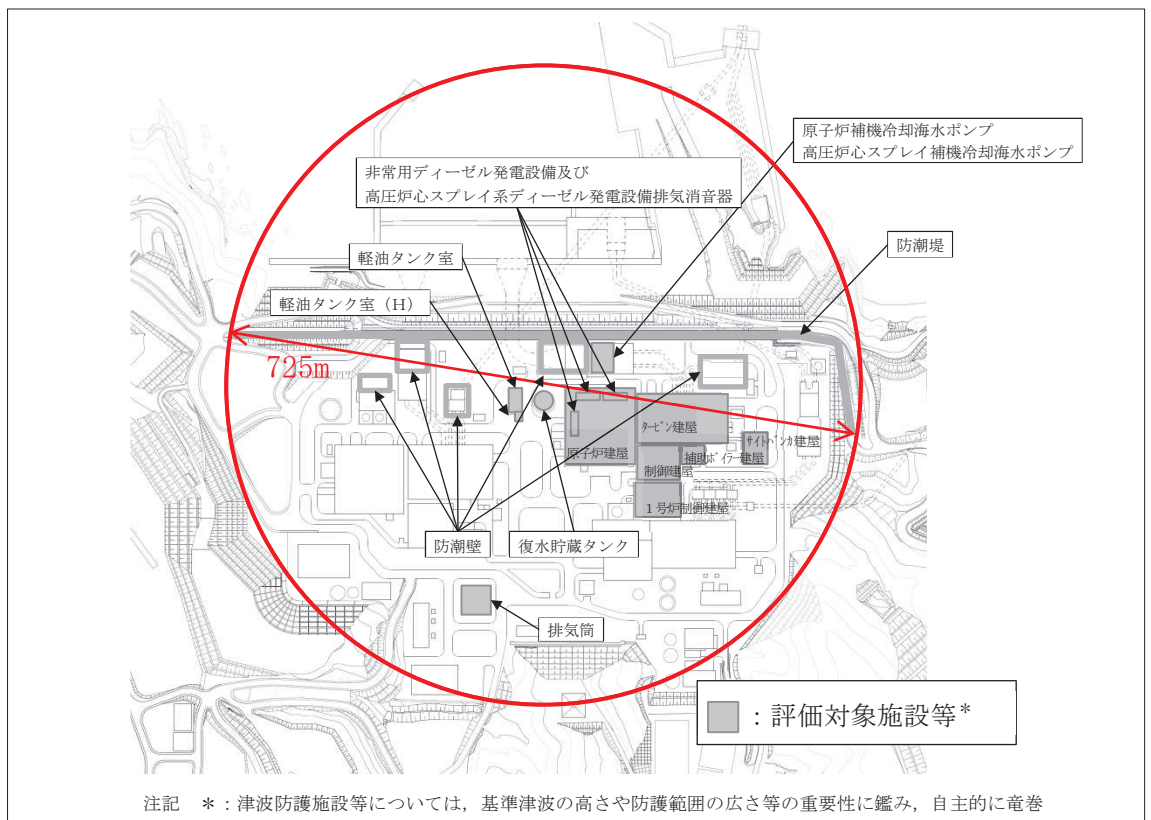 原子炉補機冷却海水ポンプ
高圧炉心スプレイ補機冷却海水ポンプ
非常用ディーゼル発電設備及び
高圧炉心スプレイ系ディーゼル発電設備排気消音器
防潮堤
軽油タンク室
軽油タンク室（H）
725m
タービン建屋
サイトバンカ建屋
原子炉建屋
補助ボイラー建屋
制御建屋
１号炉制御建屋
防潮壁
復水貯蔵タンク
排気筒
：評価対象施設等*
注記　＊：津波防護施設等については，基準津波の高さや防護範囲の広さ等の重要性に鑑み，自主的に竜巻